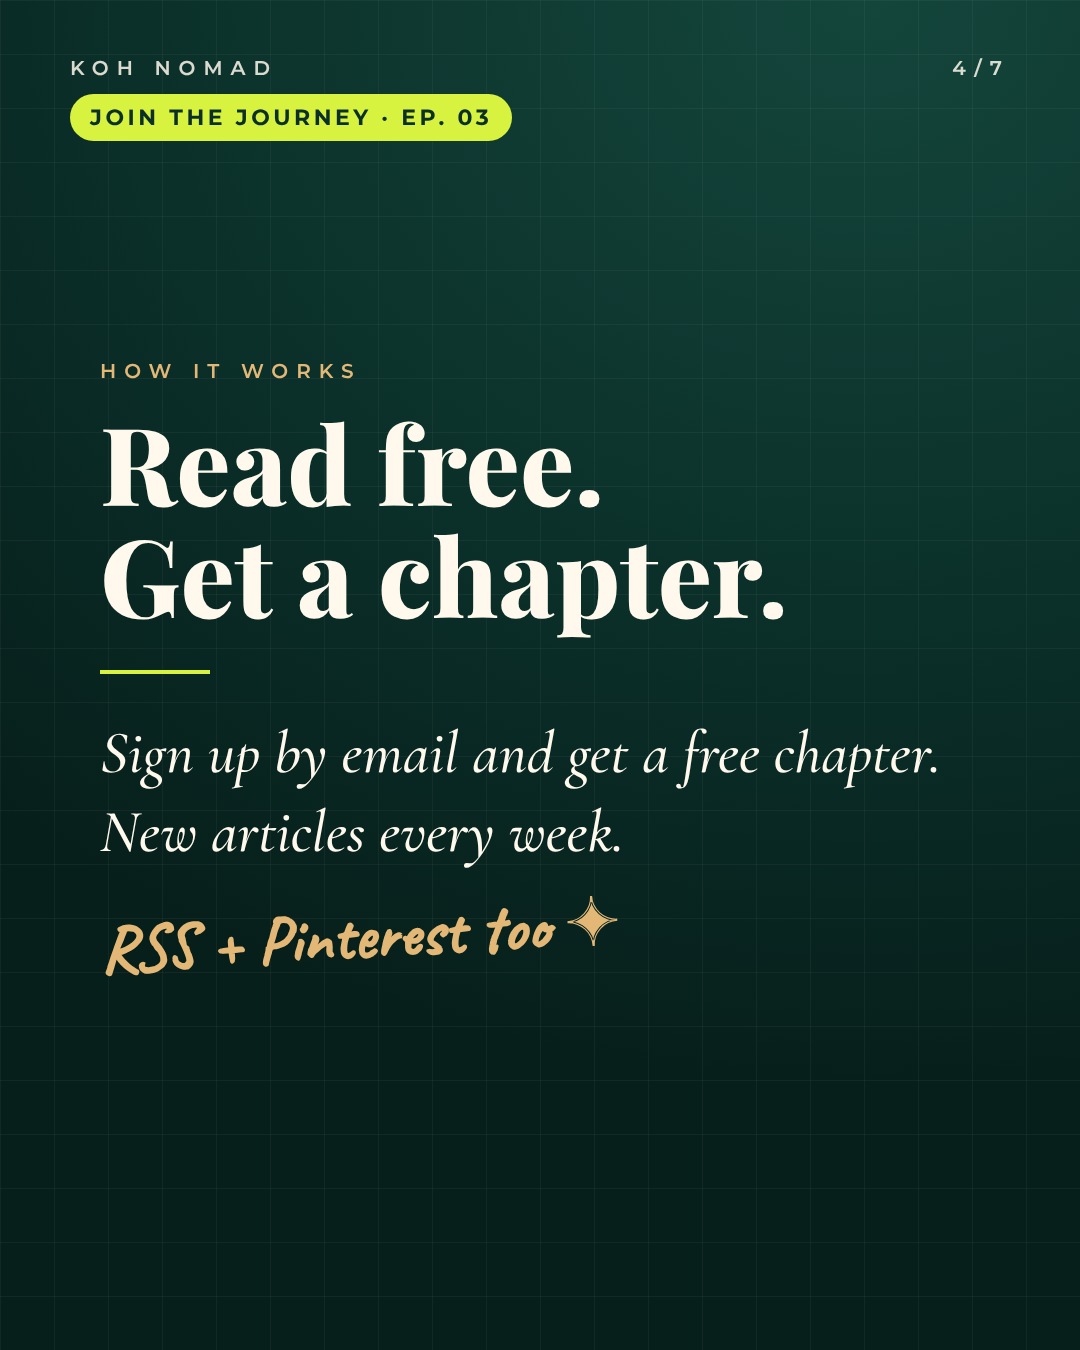 KOH NOMAD
4/7
JOIN THE JOURNEY · EP. 03
HOW IT WORKS
Read free.
Get a chapter.
Sign up by email and get a free chapter.
New articles every week.
RSS + Pinterest too